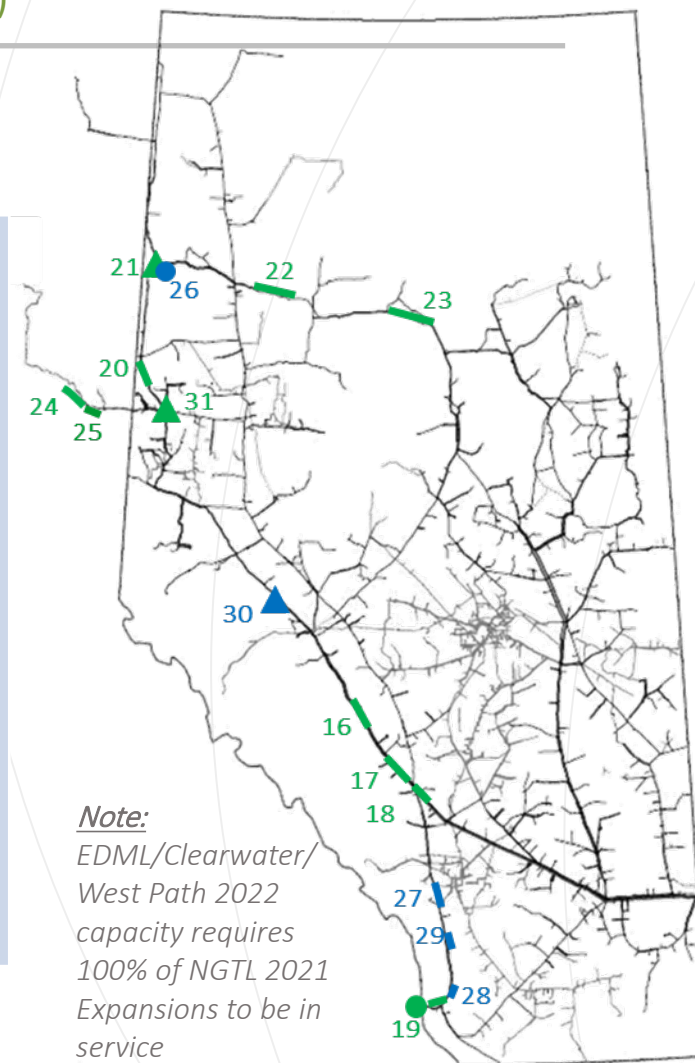 )
21
26
22
23
20
31
24
25
30
16
17
18
Note:
EDML/Clearwater/
West Path 2022
capacity requires
100% of NGTL 2021
Expansions to be in
service
27
29
28
19